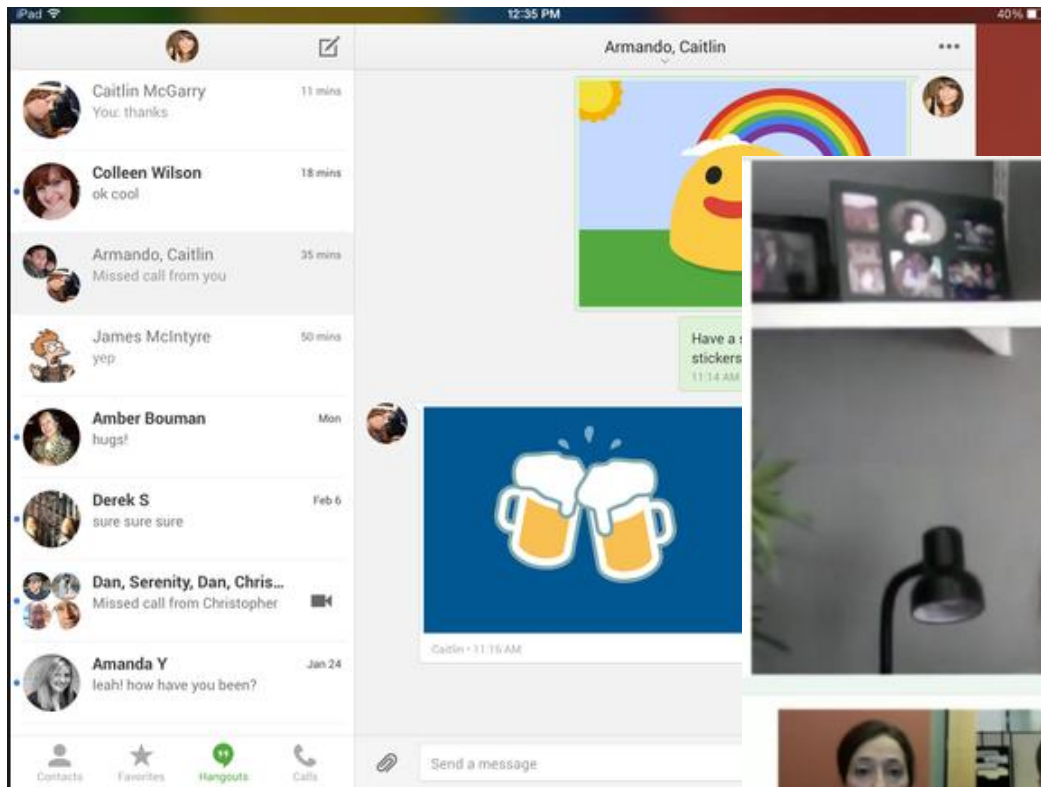 iPad 12:35 PM 40%
Armando, Caitlin
Caitlin McGarry 11 mins
You: thanks
Colleen Wilson 18 mins
ok cool
Armando, Caitlin 35 mins
Missed call from you
James McIntyre 50 mins
yep
Amber Bouman Mon
hugs!
Derek S Feb 6
sure sure sure
Dan, Serenity, Dan, Chris...
Missed call from Christopher
Amanda Y Jan 24
leah! how have you been?
Contacts Favorites Hangouts Calls
Have a
stickers
11:14 AM
Caitlin • 11:16 AM
Send a message